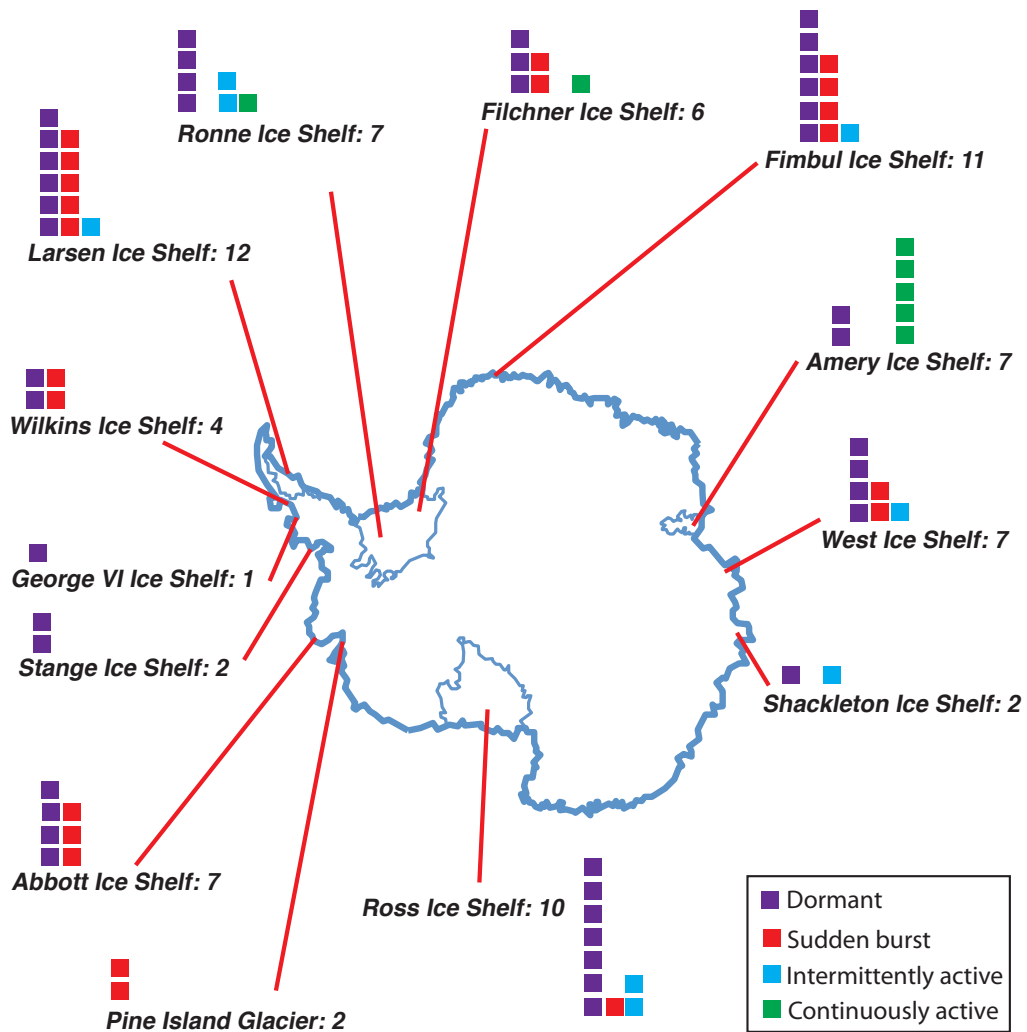 Ronne Ice Shelf: 7
Filchner Ice Shelf: 6
Fimbul Ice Shelf: 11
Larsen Ice Shelf: 12
Amery Ice Shelf: 7
Wilkins Ice Shelf: 4
West Ice Shelf: 7
George VI Ice Shelf: 1
Stange Ice Shelf: 2
Shackleton Ice Shelf: 2
Abbott Ice Shelf: 7
Ross Ice Shelf: 10
Pine Island Glacier: 2
Dormant
Sudden burst
Intermittently active
Continuously active